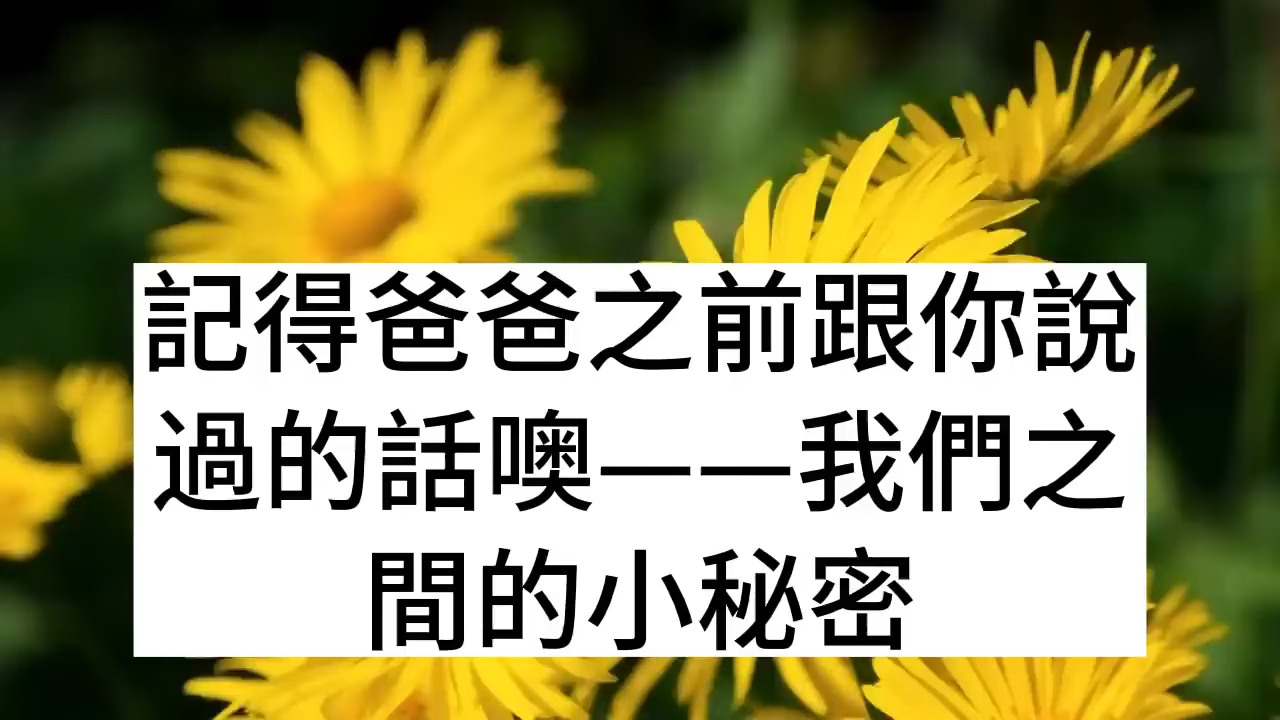 記得爸爸之前跟你說
過的話噢——我們之
間的小秘密